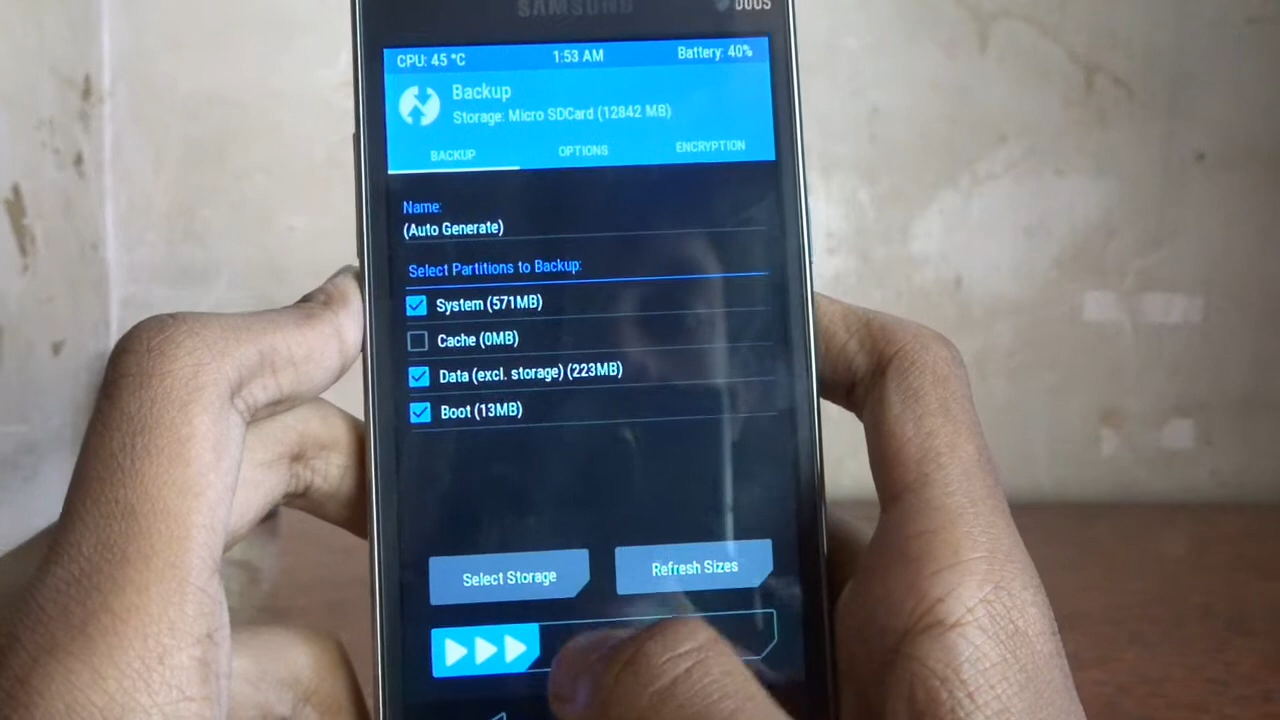 SAMSUNG DUOS
CPU: 45 °C 1:53 AM Battery: 40%
Backup
Storage: Micro SDCard (12842 MB)
BACKUP OPTIONS ENCRYPTION
Name:
(Auto Generate)
Select Partitions to Backup:
System (571MB)
Cache (0MB)
Data (excl. storage) (223MB)
Boot (13MB)
Select Storage Refresh Sizes